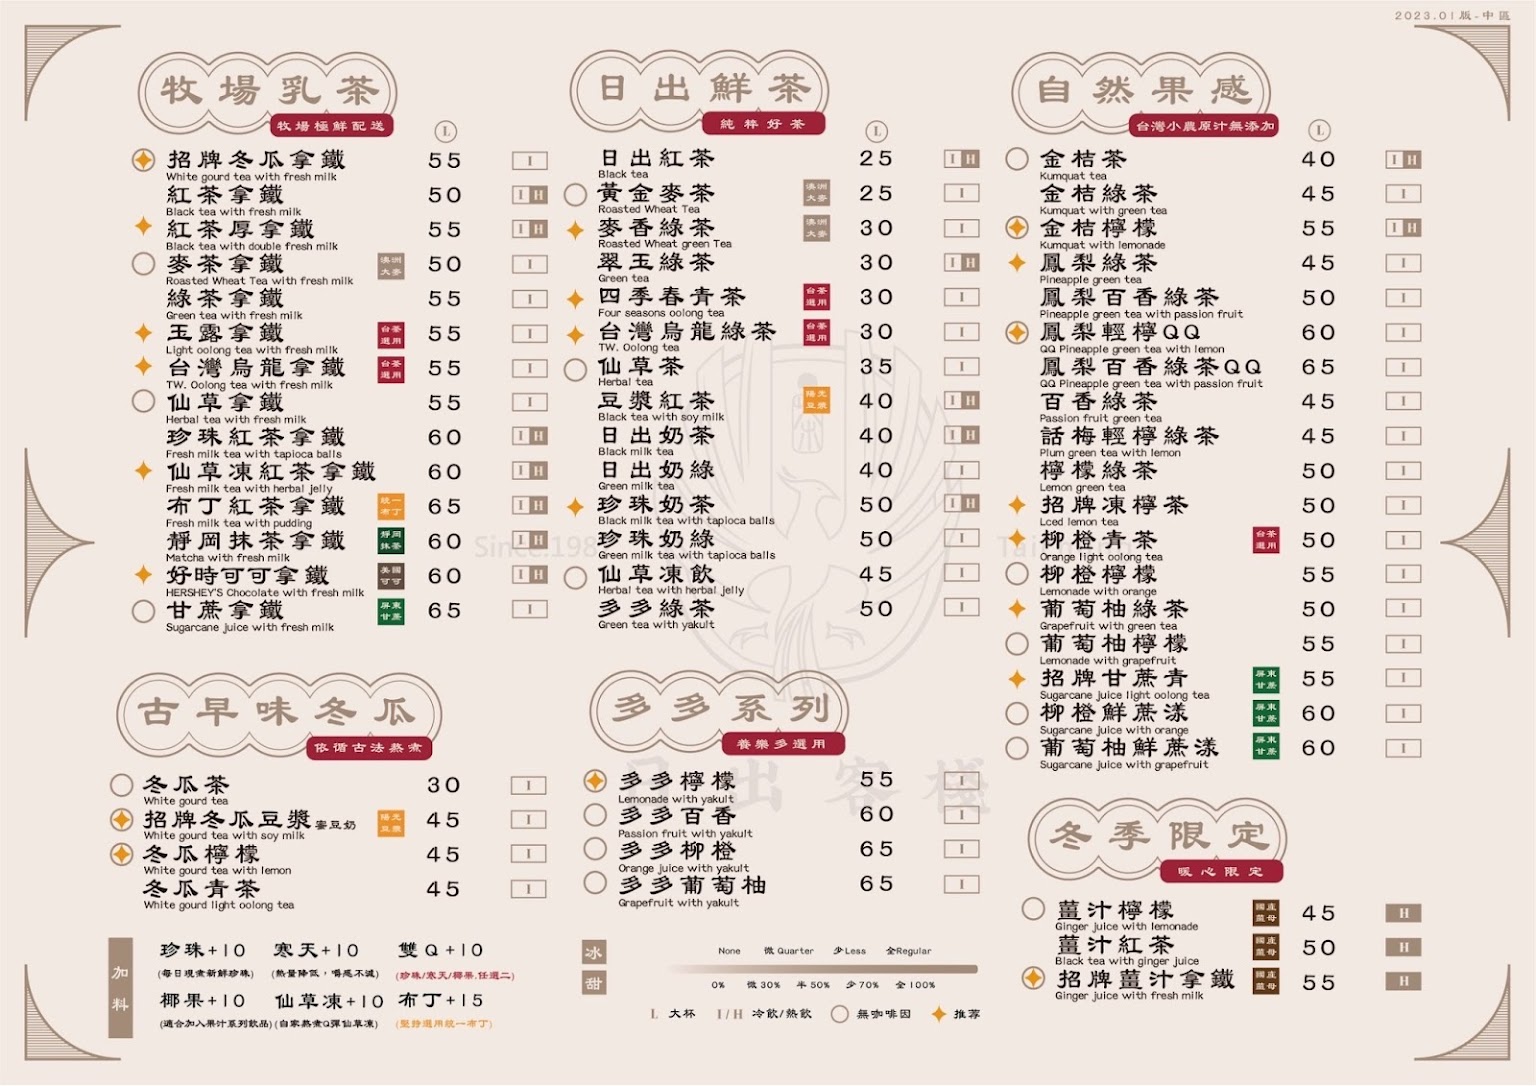 2023.01版-中區
牧場乳茶
牧場極鮮配送
L
招牌冬瓜拿鐵 55 I
White gourd tea with fresh milk
紅茶拿鐵 50 I H
Black tea with fresh milk
紅茶厚拿鐵 55 I H
Black tea with double fresh milk
麥茶拿鐵 澳洲大麥 50 I
Roasted Wheat Tea with fresh milk
綠茶拿鐵 55 I
Green tea with fresh milk
玉露拿鐵 台茶選用 55 I
Light oolong tea with fresh milk
台灣烏龍拿鐵 台茶選用 55 I
TW. Oolong tea with fresh milk
仙草拿鐵 55 I
Herbal tea with fresh milk
珍珠紅茶拿鐵 60 I H
Fresh milk tea with tapioca balls
仙草凍紅茶拿鐵 60 I H
Fresh milk tea with herbal jelly
布丁紅茶拿鐵 統一布丁 65 I H
Fresh milk tea with pudding
靜岡抹茶拿鐵 靜岡抹茶 60 I H
Matcha with fresh milk
好時可可拿鐵 美國可可 60 I H
HERSHEY'S Chocolate with fresh milk
甘蔗拿鐵 屏東甘蔗 65 I
Sugarcane juice with fresh milk
日出鮮茶
純粹好茶
L
日出紅茶 25 I H
Black tea
黃金麥茶 澳洲大麥 25 I
Roasted Wheat Tea
麥香綠茶 澳洲大麥 30 I
Roasted Wheat green Tea
翠玉綠茶 30 I H
Green tea
四季春青茶 台茶選用 30 I
Four seasons oolong tea
台灣烏龍綠茶 台茶選用 30 I
TW. Oolong tea
仙草茶 35 I
Herbal tea
豆漿紅茶 陽光豆漿 40 I H
Black tea with soy milk
日出奶茶 40 I H
Black milk tea
日出奶綠 40 I
Green milk tea
珍珠奶茶 50 I H
Black milk tea with tapioca balls
珍珠奶綠 50 I
Green milk tea with tapioca balls
仙草凍飲 45 I
Herbal tea with herbal jelly
多多綠茶 50 I
Green tea with yakult
自然果感
台灣小農原汁無添加
L
金桔茶 40 I H
Kumquat tea
金桔綠茶 45 I
Kumquat with green tea
金桔檸檬 55 I H
Kumquat with lemonade
鳳梨綠茶 45 I
Pineapple green tea
鳳梨百香綠茶 50 I
Pineapple green tea with passion fruit
鳳梨輕檸QQ 60 I
QQ Pineapple green tea with lemon
鳳梨百香綠茶QQ 65 I
QQ Pineapple green tea with passion fruit
百香綠茶 45 I
Passion fruit green tea
話梅輕檸綠茶 45 I
Plum green tea with lemon
檸檬綠茶 50 I
Lemon green tea
招牌凍檸茶 50 I
Lced lemon tea
柳橙青茶 台茶選用 50 I
Orange light oolong tea
柳橙檸檬 55 I
Lemonade with orange
葡萄柚綠茶 50 I
Grapefruit with green tea
葡萄柚檸檬 55 I
Lemonade with grapefruit
招牌甘蔗青 屏東甘蔗 55 I
Sugarcane juice light oolong tea
柳橙鮮蔗漾 屏東甘蔗 60 I
Sugarcane juice with orange
葡萄柚鮮蔗漾 屏東甘蔗 60 I
Sugarcane juice with grapefruit
古早味冬瓜
依循古法熬煮
冬瓜茶 30 I
White gourd tea
招牌冬瓜豆漿蜜豆奶 陽光豆漿 45 I
White gourd tea with soy milk
冬瓜檸檬 45 I
White gourd tea with lemon
冬瓜青茶 45 I
White gourd light oolong tea
多多系列
養樂多選用
多多檸檬 55 I
Lemonade with yakult
多多百香 60 I
Passion fruit with yakult
多多柳橙 65 I
Orange juice with yakult
多多葡萄柚 65 I
Grapefruit with yakult
冬季限定
暖心限定
薑汁檸檬 國產薑母 45 H
Ginger juice with lemonade
薑汁紅茶 國產薑母 50 H
Black tea with ginger juice
招牌薑汁拿鐵 國產薑母 55 H
Ginger juice with fresh milk
加料
珍珠+10 寒天+10 雙Q+10
(每日現煮新鮮珍珠) (熱量降低，嚼感不減) (珍珠/寒天/椰果.任選二)
椰果+10 仙草凍+10 布丁+15
(適合加入果汁系列飲品) (自家熬煮Q彈仙草凍) (堅持選用統一布丁)
冰 None 微Quarter 少Less 全Regular
甜 0% 微30% 半50% 少70% 全100%
L 大杯 I/H 冷飲/熱飲 無咖啡因 推荐
Since.198
Tai
日出客棧